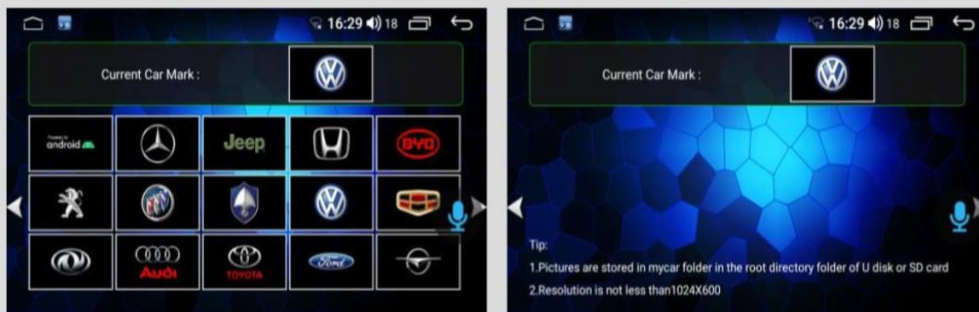 16:29 18
Current Car Mark :
Powered by
android
Jeep
BYD
Audi
TOYOTA
Ford
16:29 18
Current Car Mark :
Tip:
1.Pictures are stored in mycar folder in the root directory folder of U disk or SD card
2.Resolution is not less than1024X600